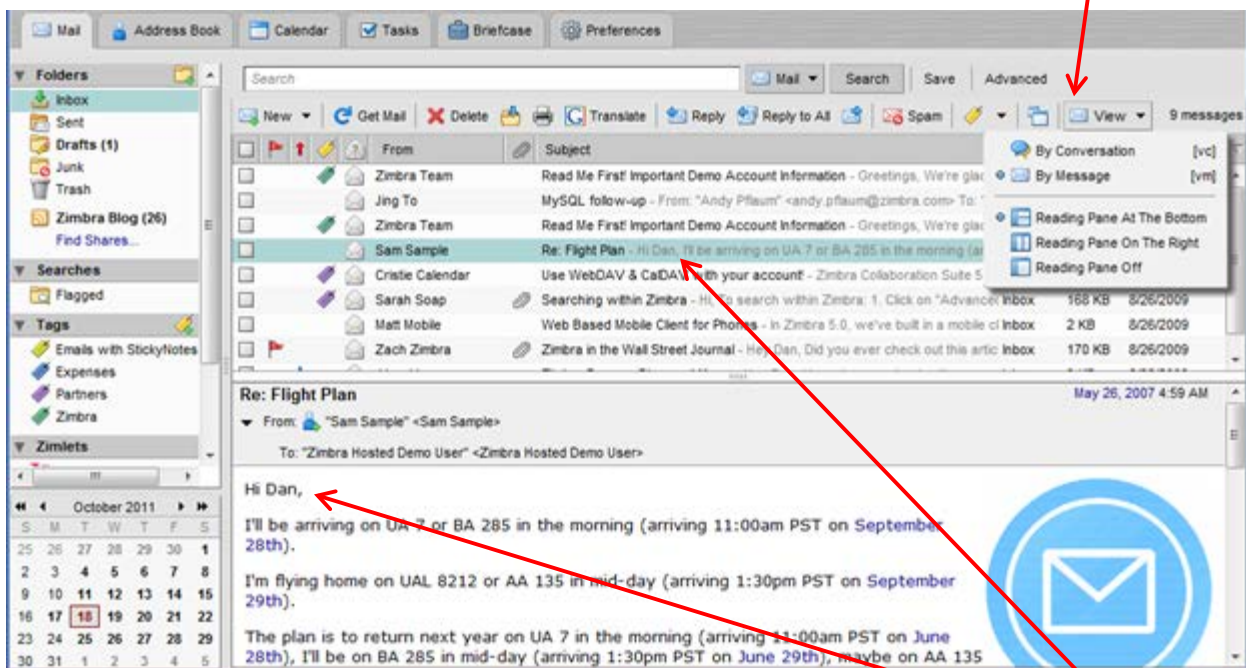 Mail Address Book Calendar Tasks Briefcase Preferences
Folders
Inbox
Sent
Drafts (1)
Junk
Trash
Zimbra Blog (26)
Find Shares...
Searches
Flagged
Tags
Emails with StickyNotes
Expenses
Partners
Zimbra
Zimlets
October 2011
S M T W T F S
25 26 27 28 29 30 1
2 3 4 5 6 7 8
9 10 11 12 13 14 15
16 17 18 19 20 21 22
23 24 25 26 27 28 29
30 31 1 2 3 4 5
Search Mail Search Save Advanced
New Get Mail Delete Translate Reply Reply to All Spam View 9 messages
From Subject
Zimbra Team Read Me First! Important Demo Account Information - Greetings, We're glad
Jing To MySQL follow-up - From: "Andy Pflaum" <andy.pflaum@zimbra.com> To: "
Zimbra Team Read Me First! Important Demo Account Information - Greetings, We're glad
Sam Sample Re: Flight Plan - Hi Dan, I'll be arriving on UA 7 or BA 285 in the morning (ar
Cristie Calendar Use WebDAV & CalDAV with your account! - Zimbra Collaboration Suite 5
Sarah Soap Searching within Zimbra - Hi, To search within Zimbra: 1. Click on "Advanced Inbox 168 KB 8/26/2009
Matt Mobile Web Based Mobile Client for Phones - In Zimbra 5.0, we've built in a mobile cl Inbox 2 KB 8/26/2009
Zach Zimbra Zimbra in the Wall Street Journal - Hey Dan, Did you ever check out this artic Inbox 170 KB 8/26/2009
By Conversation [vc]
By Message [vm]
Reading Pane At The Bottom
Reading Pane On The Right
Reading Pane Off
Re: Flight Plan May 26, 2007 4:59 AM
From: "Sam Sample" <Sam Sample>
To: "Zimbra Hosted Demo User" <Zimbra Hosted Demo User>
Hi Dan,
I'll be arriving on UA 7 or BA 285 in the morning (arriving 11:00am PST on September
28th).
I'm flying home on UAL 8212 or AA 135 in mid-day (arriving 1:30pm PST on September
29th).
The plan is to return next year on UA 7 in the morning (arriving 11:00am PST on June
28th), I'll be on BA 285 in mid-day (arriving 1:30pm PST on June 29th), maybe on AA 135